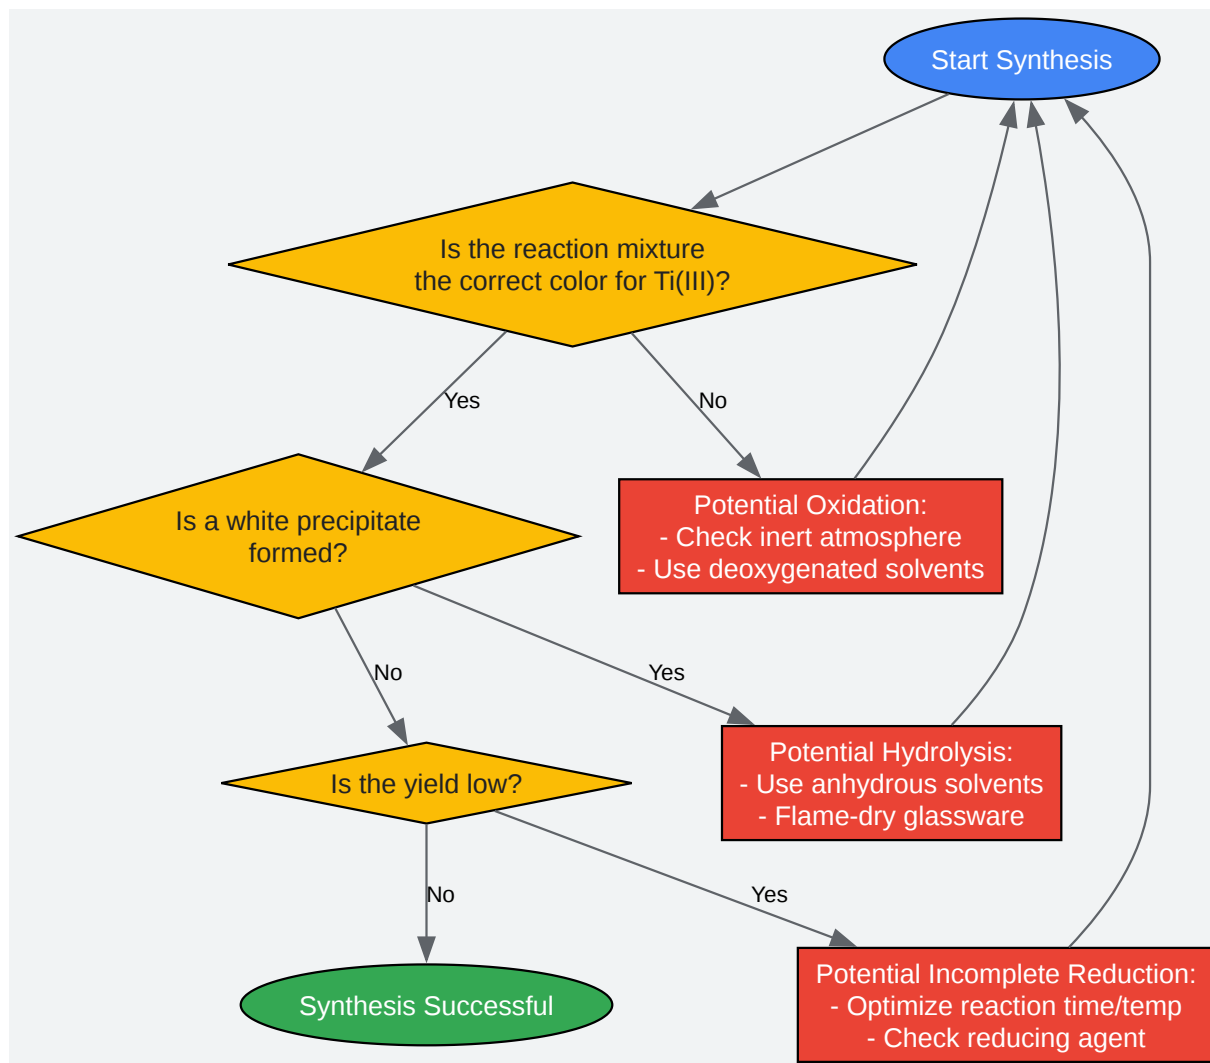 Start Synthesis
Is the reaction mixture
the correct color for Ti(III)?
Yes
No
Is a white precipitate
formed?
Potential Oxidation:
- Check inert atmosphere
- Use deoxygenated solvents
No
Yes
Is the yield low?
Potential Hydrolysis:
- Use anhydrous solvents
- Flame-dry glassware
No
Yes
Synthesis Successful
Potential Incomplete Reduction:
- Optimize reaction time/temp
- Check reducing agent